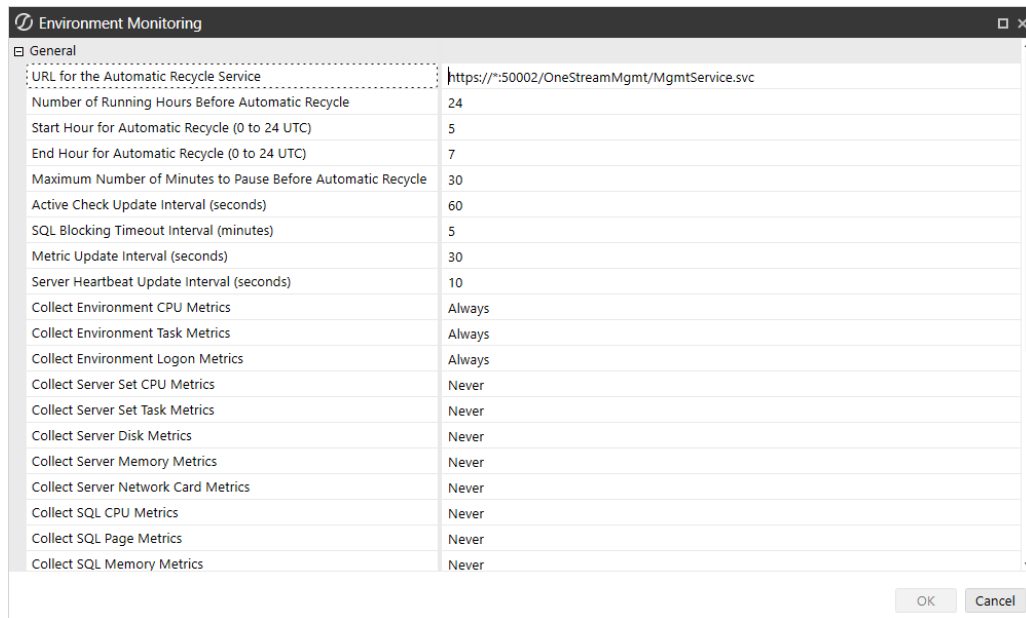 Environment Monitoring
General
URL for the Automatic Recycle Service https://*:50002/OneStreamMgmt/MgmtService.svc
Number of Running Hours Before Automatic Recycle 24
Start Hour for Automatic Recycle (0 to 24 UTC) 5
End Hour for Automatic Recycle (0 to 24 UTC) 7
Maximum Number of Minutes to Pause Before Automatic Recycle 30
Active Check Update Interval (seconds) 60
SQL Blocking Timeout Interval (minutes) 5
Metric Update Interval (seconds) 30
Server Heartbeat Update Interval (seconds) 10
Collect Environment CPU Metrics Always
Collect Environment Task Metrics Always
Collect Environment Logon Metrics Always
Collect Server Set CPU Metrics Never
Collect Server Set Task Metrics Never
Collect Server Disk Metrics Never
Collect Server Memory Metrics Never
Collect Server Network Card Metrics Never
Collect SQL CPU Metrics Never
Collect SQL Page Metrics Never
Collect SQL Memory Metrics Never
OK Cancel